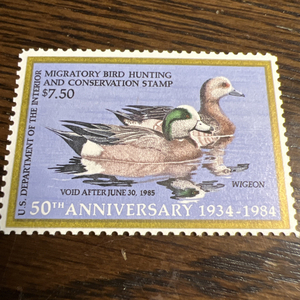 U.S. DEPARTMENT OF THE INTERIOR
MIGRATORY BIRD HUNTING
AND CONSERVATION STAMP
$7.50
VOID AFTER JUNE 30, 1985
WIGEON
50TH ANNIVERSARY 1934-1984